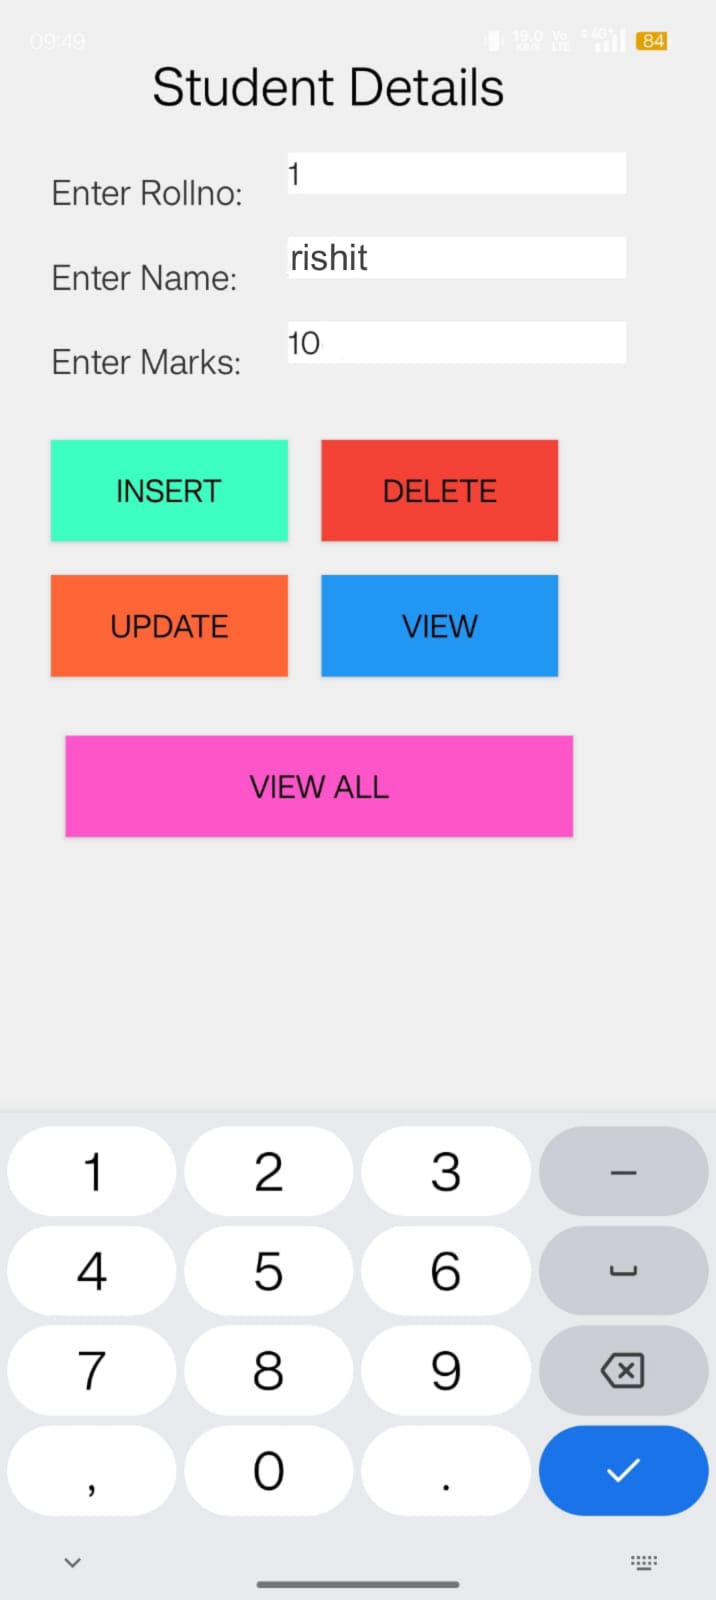 09:49 19.0 KB/S Vo LTE 4G 84
Student Details
Enter Rollno: 1
Enter Name: rishit
Enter Marks: 10
INSERT DELETE
UPDATE VIEW
VIEW ALL
1 2 3 –
4 5 6
7 8 9
, 0 .